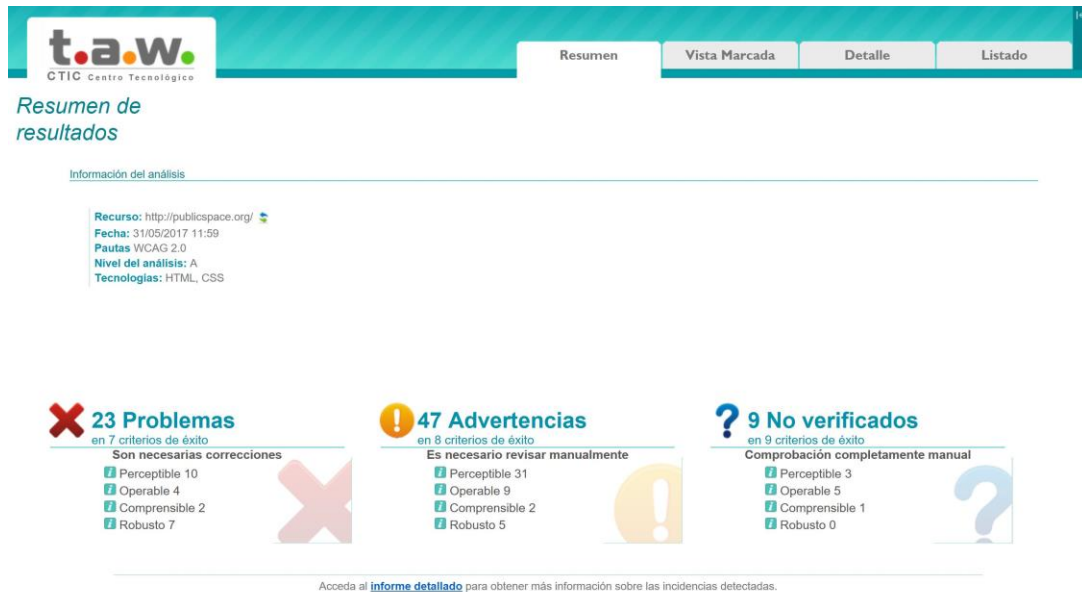 t.a.w.
CTIC Centro Tecnológico
Resumen
Vista Marcada
Detalle
Listado
Resumen de
resultados
Información del análisis
Recurso: http://publicspace.org/
Fecha: 31/05/2017 11:59
Pautas WCAG 2.0
Nivel del análisis: A
Tecnologías: HTML, CSS
23 Problemas
en 7 criterios de éxito
Son necesarias correcciones
Perceptible 10
Operable 4
Comprensible 2
Robusto 7
47 Advertencias
en 8 criterios de éxito
Es necesario revisar manualmente
Perceptible 31
Operable 9
Comprensible 2
Robusto 5
9 No verificados
en 9 criterios de éxito
Comprobación completamente manual
Perceptible 3
Operable 5
Comprensible 1
Robusto 0
Acceda al informe detallado para obtener más información sobre las incidencias detectadas.